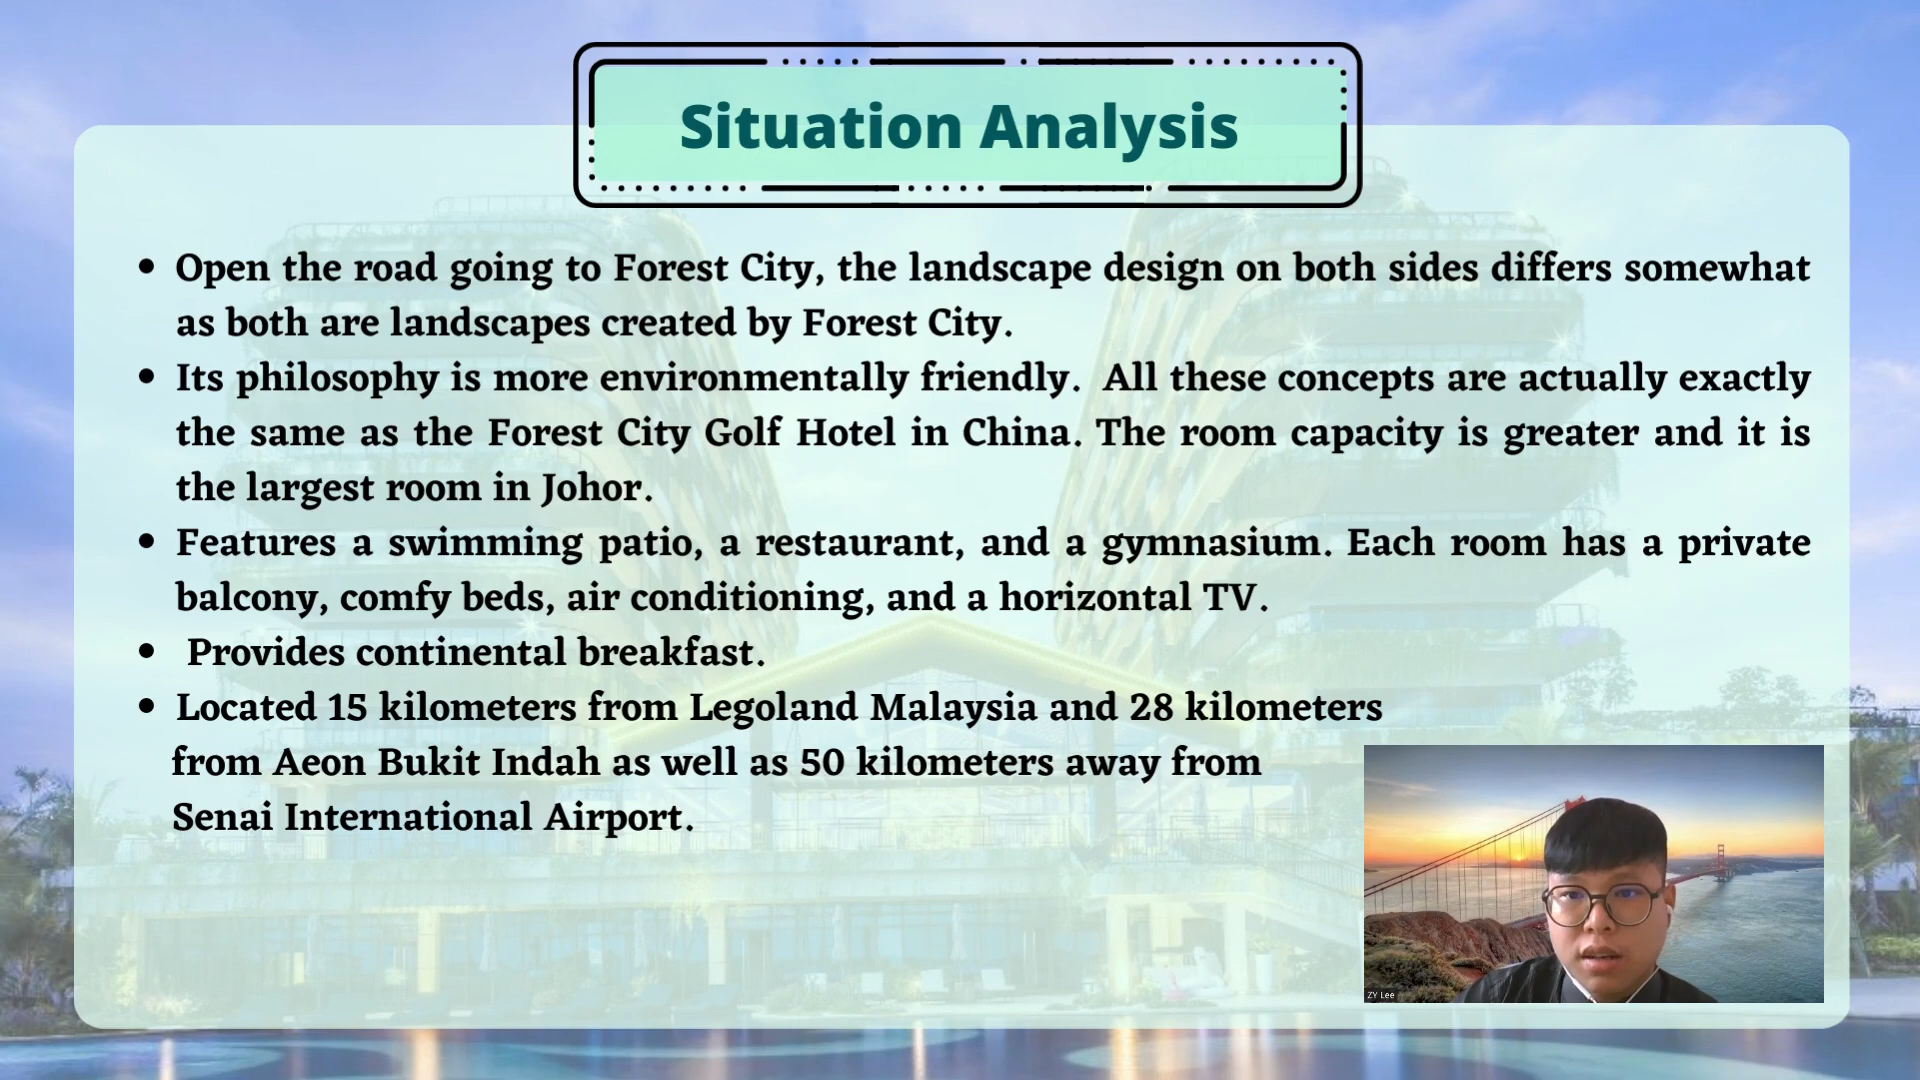 Situation Analysis
• Open the road going to Forest City, the landscape design on both sides differs somewhat
as both are landscapes created by Forest City.
• Its philosophy is more environmentally friendly.  All these concepts are actually exactly
the same as the Forest City Golf Hotel in China. The room capacity is greater and it is
the largest room in Johor.
• Features a swimming patio, a restaurant, and a gymnasium. Each room has a private
balcony, comfy beds, air conditioning, and a horizontal TV.
• Provides continental breakfast.
• Located 15 kilometers from Legoland Malaysia and 28 kilometers
from Aeon Bukit Indah as well as 50 kilometers away from
Senai International Airport.
ZY Lee